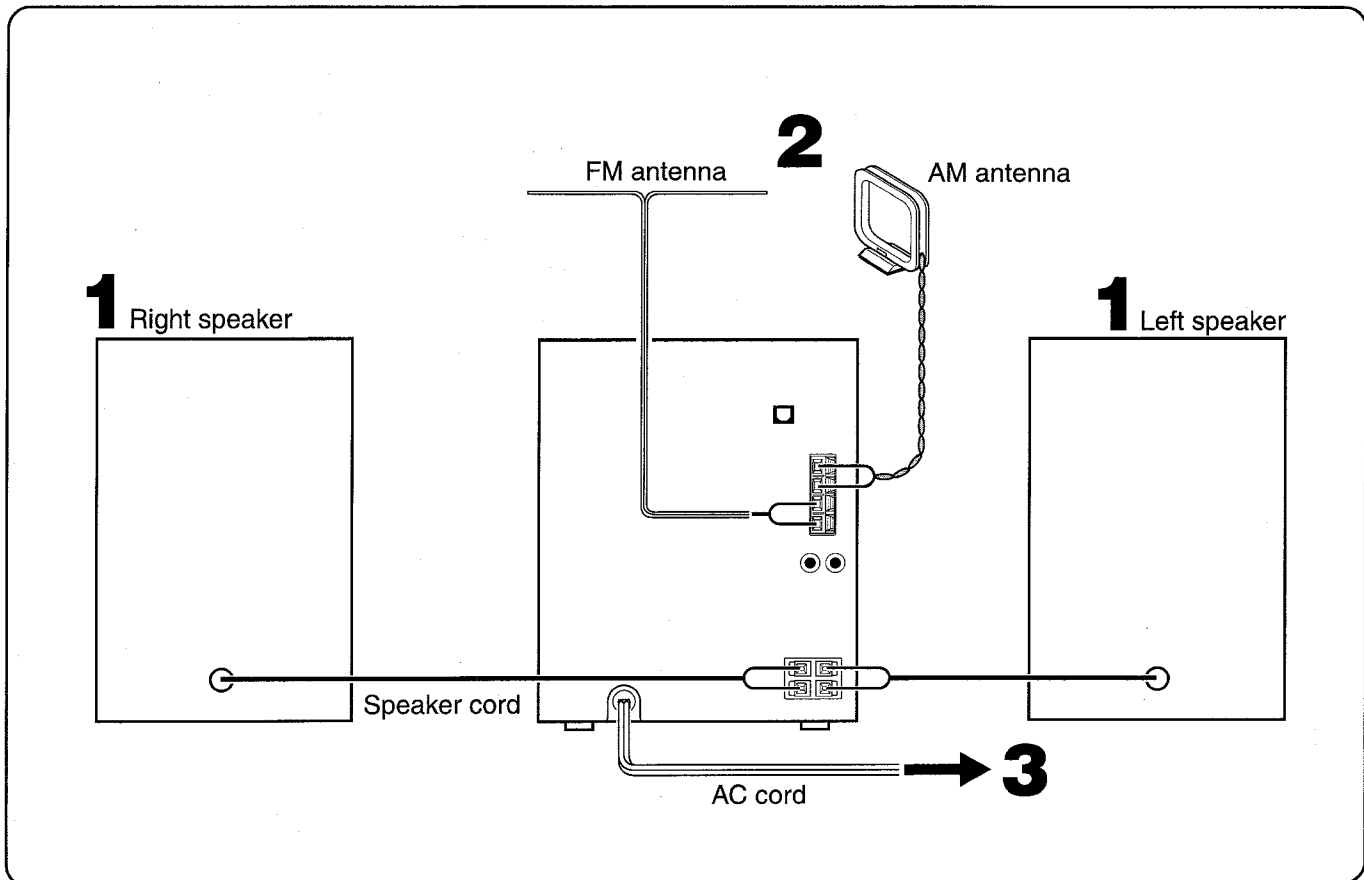 2
FM antenna
AM antenna
1 Right speaker
1 Left speaker
Speaker cord
3
AC cord